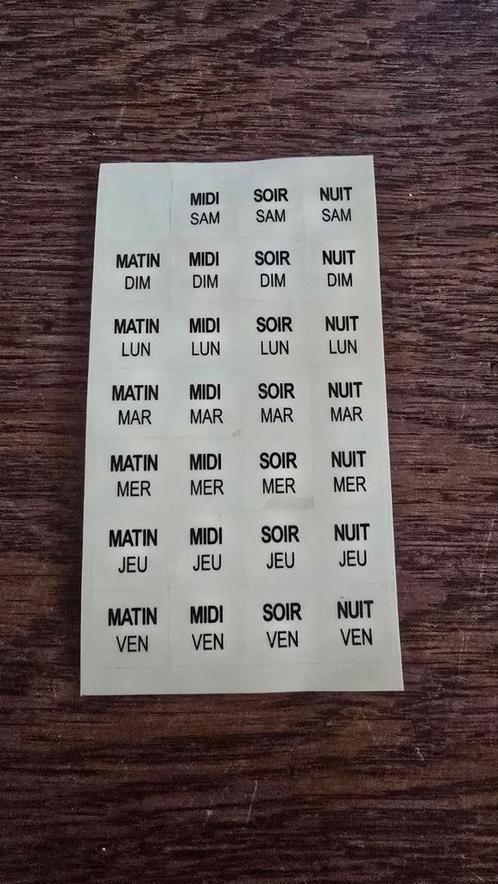 MIDI SOIR NUIT
SAM SAM SAM
MATIN MIDI SOIR NUIT
DIM DIM DIM DIM
MATIN MIDI SOIR NUIT
LUN LUN LUN LUN
MATIN MIDI SOIR NUIT
MAR MAR MAR MAR
MATIN MIDI SOIR NUIT
MER MER MER MER
MATIN MIDI SOIR NUIT
JEU JEU JEU JEU
MATIN MIDI SOIR NUIT
VEN VEN VEN VEN